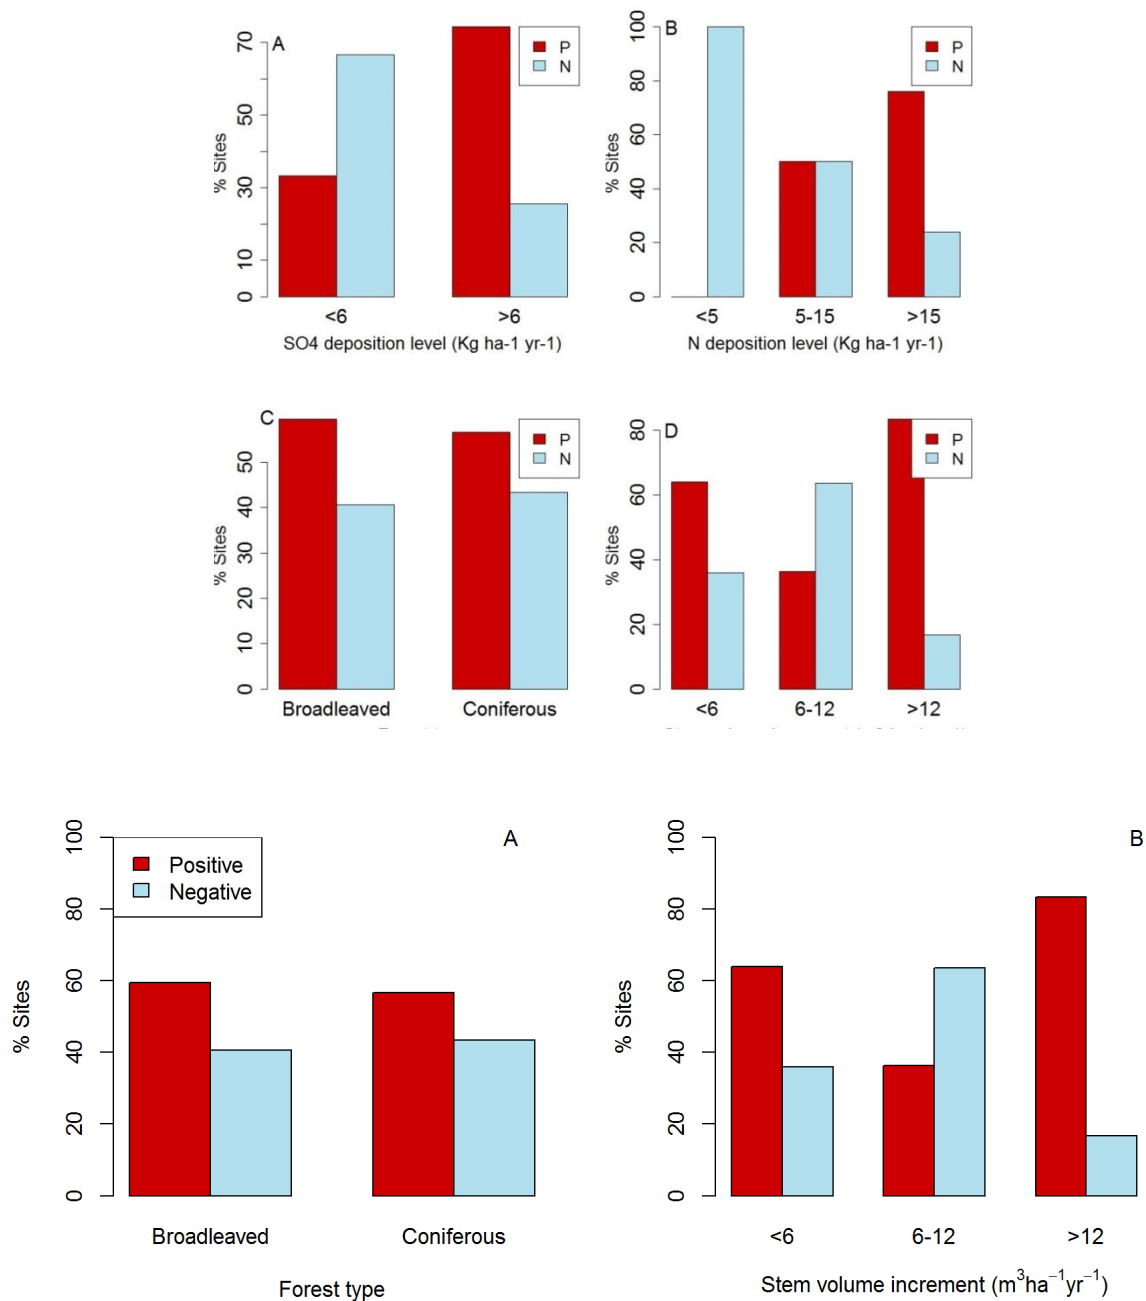 A
P
N
% Sites
70
50
30
10
0
<6
>6
SO4 deposition level (Kg ha-1 yr-1)
B
P
N
% Sites
100
80
60
40
20
0
<5
5-15
>15
N deposition level (Kg ha-1 yr-1)
C
P
N
% Sites
50
40
30
20
10
0
Broadleaved
Coniferous
D
P
N
% Sites
80
60
40
20
0
<6
6-12
>12
A
Positive
Negative
% Sites
100
80
60
40
20
0
Broadleaved
Coniferous
Forest type
B
% Sites
100
80
60
40
20
0
<6
6-12
>12
Stem volume increment (m³ha⁻¹yr⁻¹)